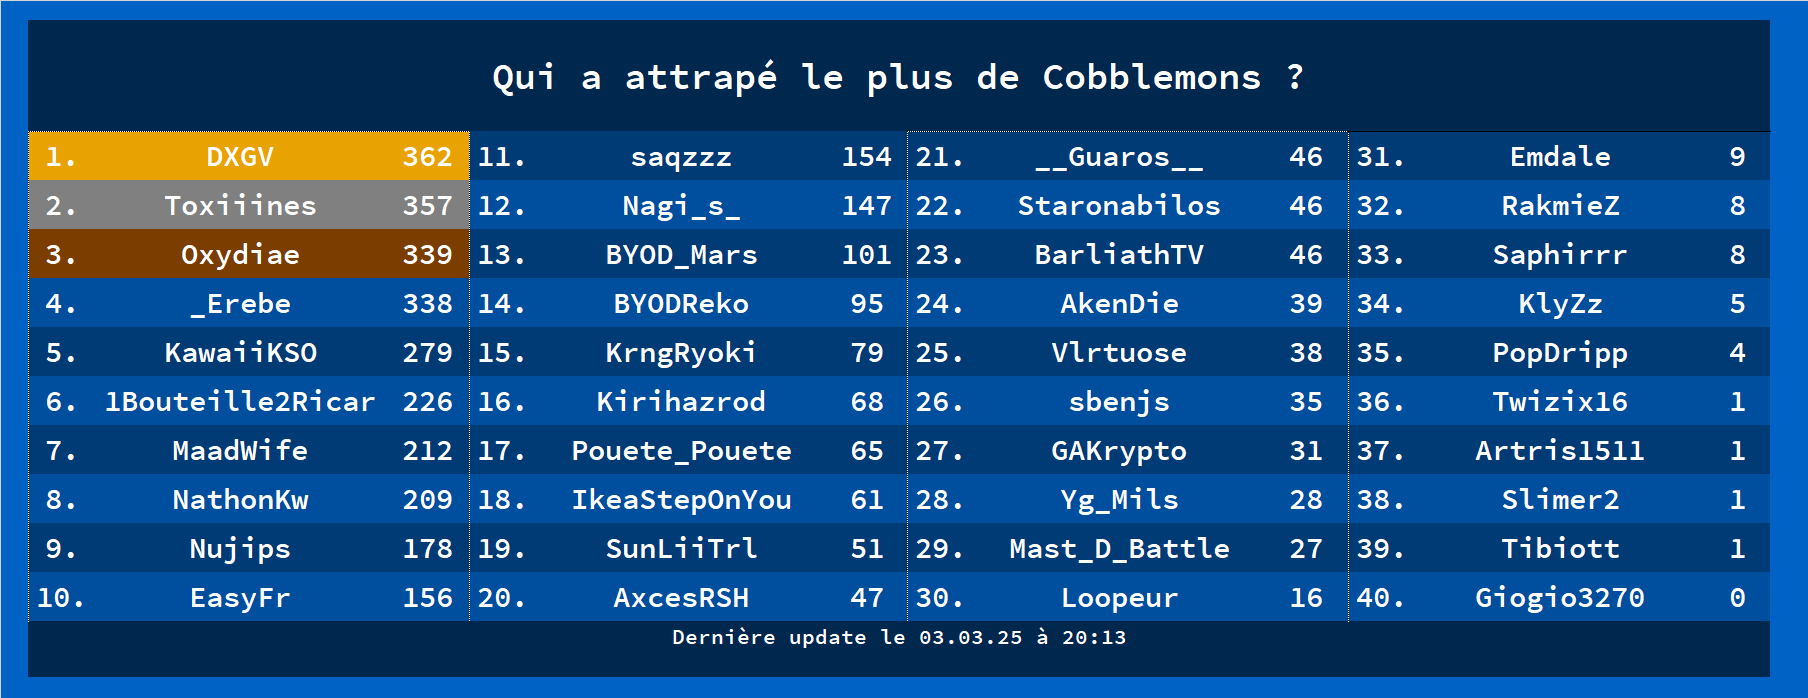 Qui a attrapé le plus de Cobblemons ?
1. DXGV 362
2. Toxiiines 357
3. Oxydiae 339
4. _Erebe 338
5. KawaiiKSO 279
6. 1Bouteille2Ricar 226
7. MaadWife 212
8. NathonKw 209
9. Nujips 178
10. EasyFr 156
11. saqzzz 154
12. Nagi_s_ 147
13. BYOD_Mars 101
14. BYODReko 95
15. KrngRyoki 79
16. Kirihazrod 68
17. Pouete_Pouete 65
18. IkeaStepOnYou 61
19. SunLiiTrl 51
20. AxcesRSH 47
21. __Guaros__ 46
22. Staronabilos 46
23. BarliathTV 46
24. AkenDie 39
25. Vlrtuose 38
26. sbenjs 35
27. GAKrypto 31
28. Yg_Mils 28
29. Mast_D_Battle 27
30. Loopeur 16
31. Emdale 9
32. RakmieZ 8
33. Saphirrr 8
34. KlyZz 5
35. PopDripp 4
36. Twizix16 1
37. Artris1511 1
38. Slimer2 1
39. Tibiott 1
40. Giogio3270 0
Dernière update le 03.03.25 à 20:13